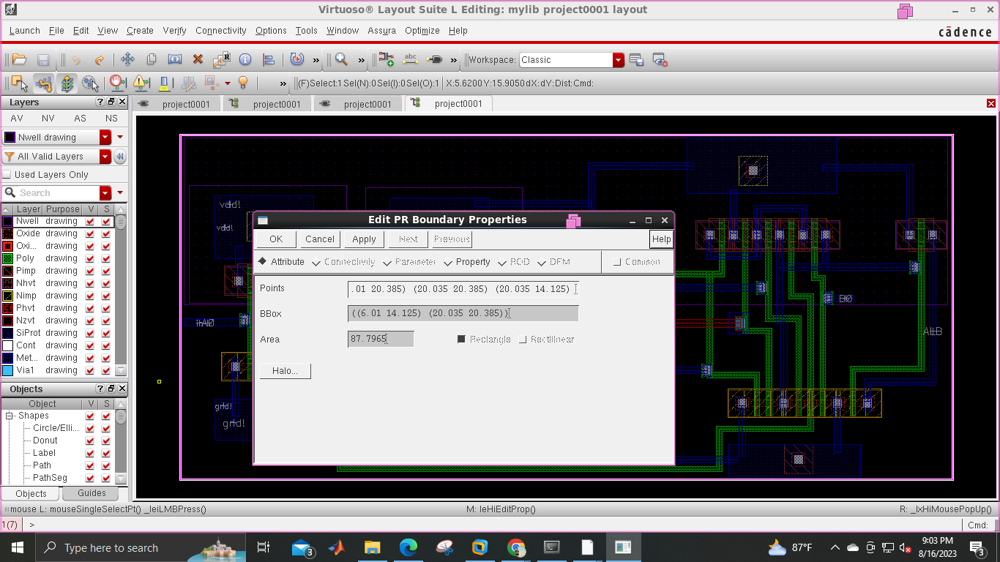 Virtuoso® Layout Suite L Editing: mylib project0001 layout
Launch File Edit View Create Verify Connectivity Options Tools Window Assura Optimize Help
cādence
Workspace: Classic
(F)Select:1 Sel(N):0 Sel(I):0 Sel(O):1 X:5.6200 Y:15.9050 dX: dY: Dist: Cmd:
Layers
project0001 project0001 project0001 project0001
AV NV AS NS
Nwell drawing
All Valid Layers
Used Layers Only
Search
Layer Purpose V S
Nwell drawing
Oxide drawing
Oxi... drawing
Poly drawing
Pimp drawing
Nhvt drawing
Nimp drawing
Phvt drawing
Nzvt drawing
SiProt drawing
Cont drawing
Met... drawing
Via1 drawing
vdd!
vdd!
gnd!
gnd!
Edit PR Boundary Properties
OK Cancel Apply Next Previous Help
Attribute Connectivity Parameter Property ROD DFM Common
Points .01 20.385) (20.035 20.385) (20.035 14.125)
BBox ((6.01 14.125) (20.035 20.385))
Area 87.7965 Rectangle Rectilinear
Halo...
Objects
Object V S
Shapes
Circle/Elli...
Donut
Label
Path
PathSeg
Objects Guides
mouse L: mouseSingleSelectPt() _leiLMBPress() M: leHiEditProp() R: _lxHiMousePopUp()
1(7) > Cmd:
Type here to search
3
87°F
9:03 PM
8/16/2023
3